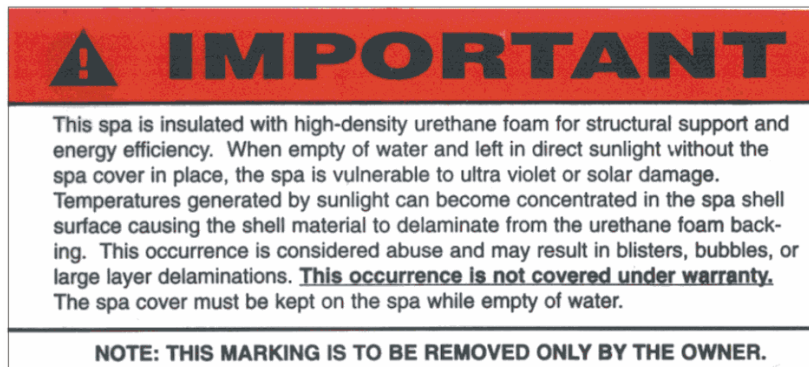 IMPORTANT
This spa is insulated with high-density urethane foam for structural support and
energy efficiency. When empty of water and left in direct sunlight without the
spa cover in place, the spa is vulnerable to ultra violet or solar damage.
Temperatures generated by sunlight can become concentrated in the spa shell
surface causing the shell material to delaminate from the urethane foam back-
ing. This occurrence is considered abuse and may result in blisters, bubbles, or
large layer delaminations. This occurrence is not covered under warranty.
The spa cover must be kept on the spa while empty of water.
NOTE: THIS MARKING IS TO BE REMOVED ONLY BY THE OWNER.